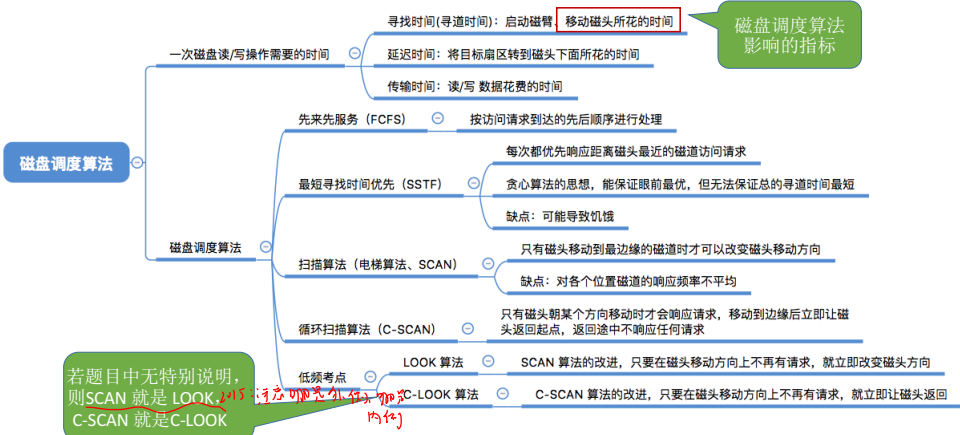 寻找时间(寻道时间)：启动磁臂、移动磁头所花的时间
磁盘调度算法
影响的指标
一次磁盘读/写操作需要的时间
延迟时间：将目标扇区转到磁头下面所花的时间
传输时间：读/写 数据花费的时间
先来先服务（FCFS）
按访问请求到达的先后顺序进行处理
每次都优先响应距离磁头最近的磁道访问请求
磁盘调度算法
最短寻找时间优先（SSTF）
贪心算法的思想，能保证眼前最优，但无法保证总的寻道时间最短
缺点：可能导致饥饿
磁盘调度算法
只有磁头移动到最边缘的磁道时才可以改变磁头移动方向
扫描算法（电梯算法、SCAN）
缺点：对各个位置磁道的响应频率不平均
只有磁头朝某个方向移动时才会响应请求，移动到边缘后立即让磁
循环扫描算法（C-SCAN）
头返回起点，返回途中不响应任何请求
LOOK 算法
SCAN 算法的改进，只要在磁头移动方向上不再有请求，就立即改变磁头方向
低频考点
C-LOOK 算法
C-SCAN 算法的改进，只要在磁头移动方向上不再有请求，就立即让磁头返回
若题目中无特别说明，
则SCAN 就是 LOOK，
C-SCAN 就是C-LOOK